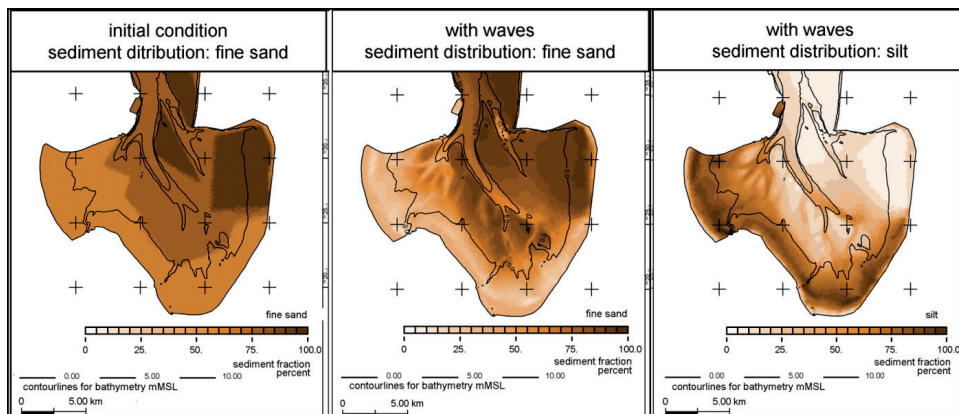 initial condition
sediment ditribution: fine sand
with waves
sediment distribution: fine sand
with waves
sediment distribution: silt
fine sand
0 25. 50. 75. 100.0
sediment fraction
percent
0.00 5.00 10.00
contourlines for bathymetry mMSL
0 5.00 km
fine sand
0 25. 50. 75. 100.0
sediment fraction
percent
0.00 5.00 10.00
contourlines for bathymetry mMSL
0 5.00 km
silt
0 25. 50. 75. 100.0
sediment fraction
percent
0.00 5.00 10.00
contourlines for bathymetry mMSL
0 5.00 km